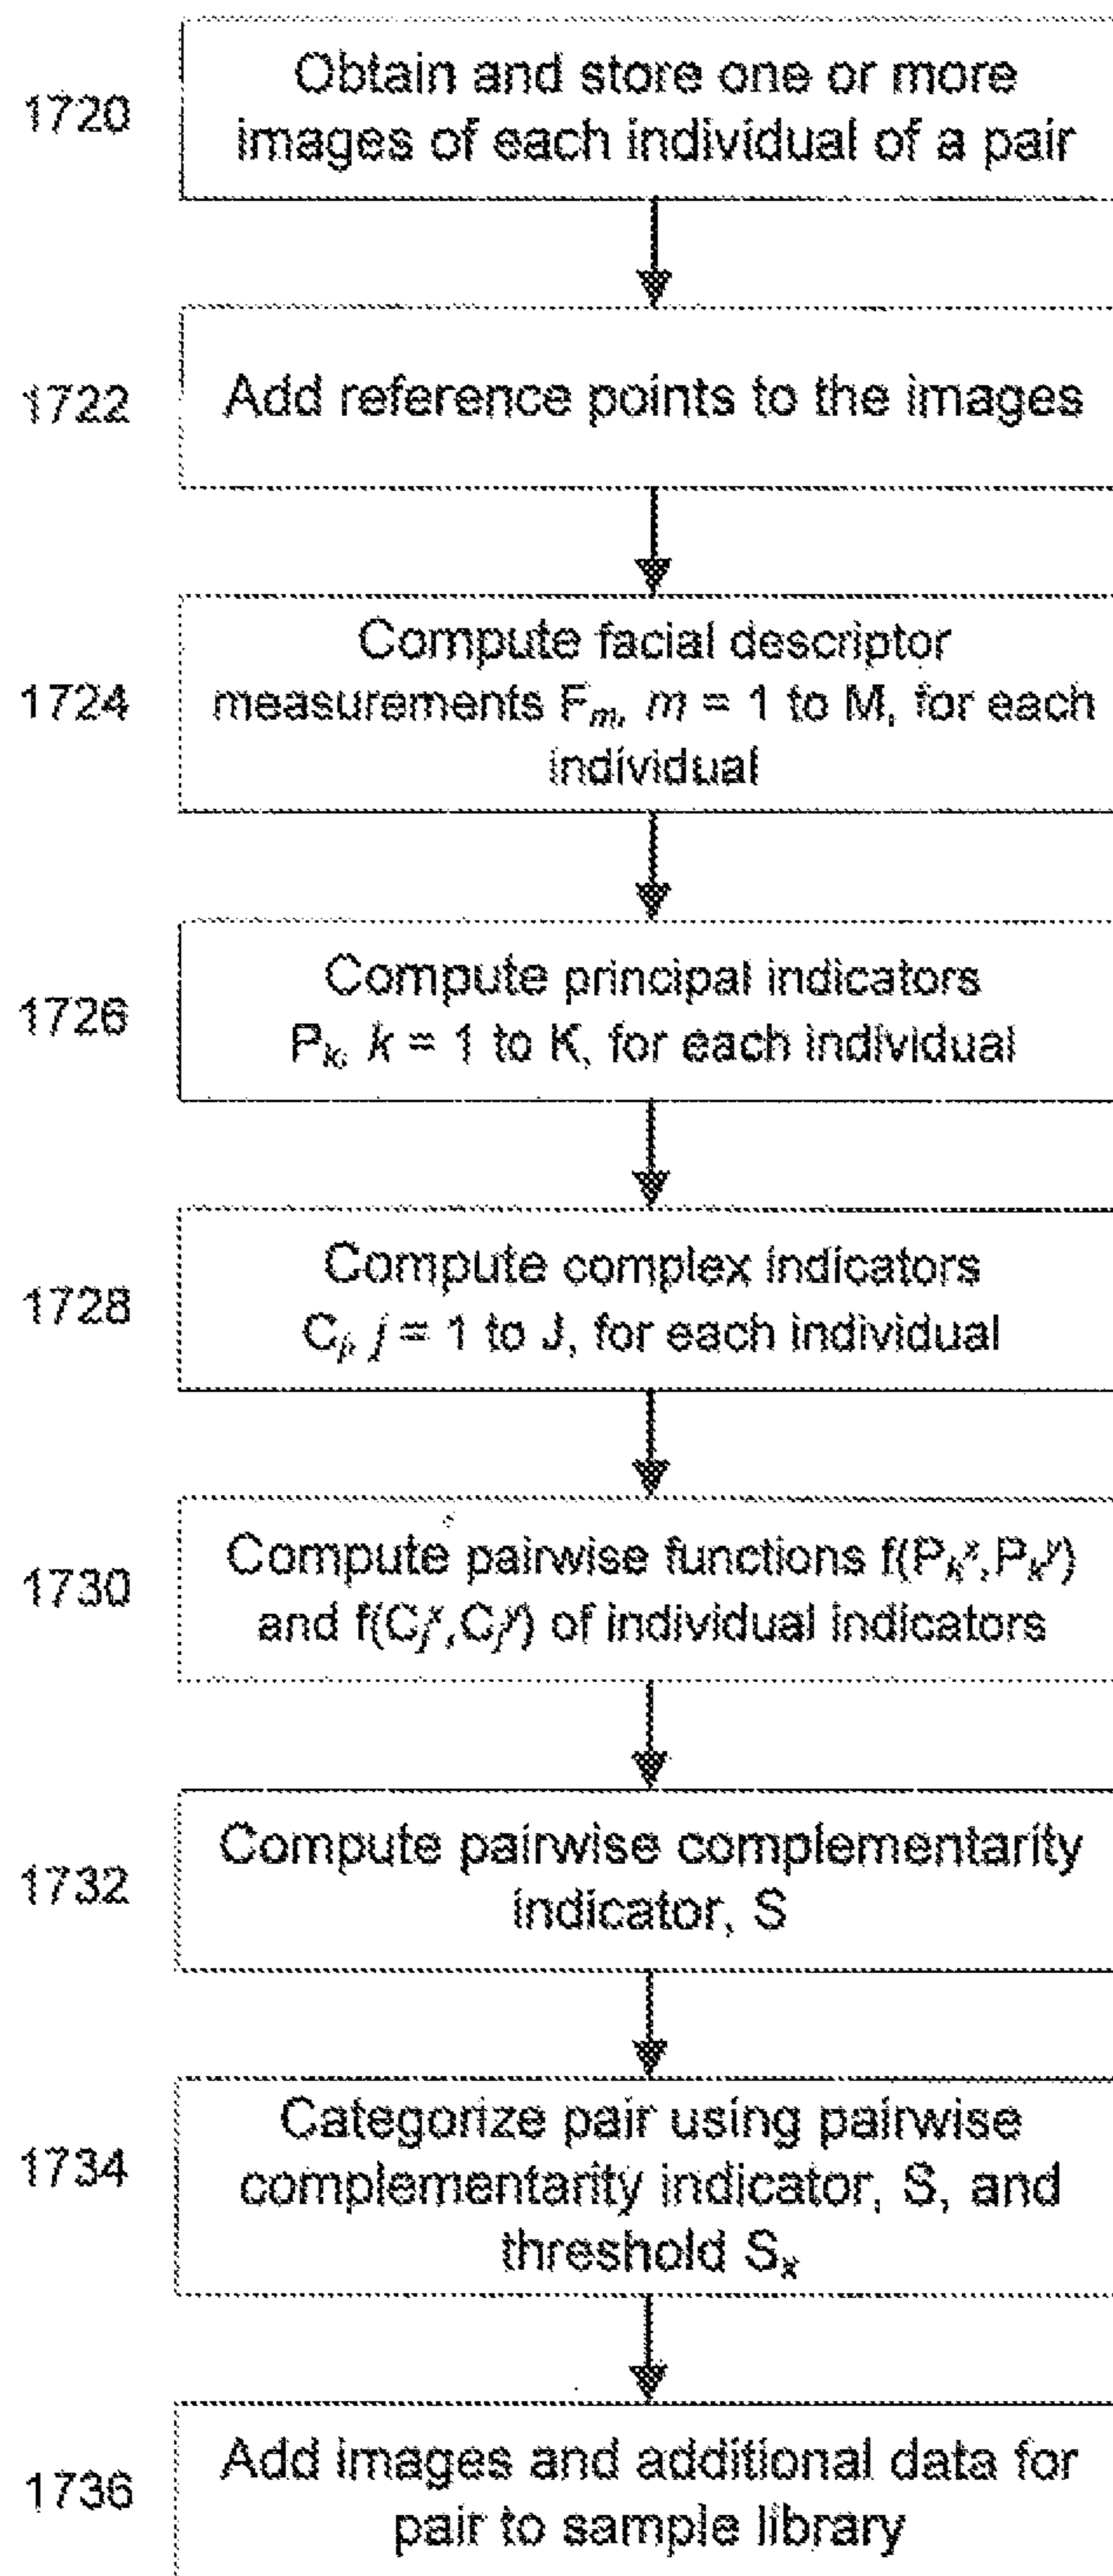 1720
Obtain and store one or more
images of each individual of a pair
1722
Add reference points to the images
1724
Compute facial descriptor
measurements Fm, m = 1 to M, for each
individual
1726
Compute principal indicators
Pk, k = 1 to K, for each individual
1728
Compute complex indicators
Cj, j = 1 to J, for each individual
1730
Compute pairwise functions f(Pk^x,Pk^y)
and f(Cj^x,Cj^y) of individual indicators
1732
Compute pairwise complementarity
indicator, S
1734
Categorize pair using pairwise
complementarity indicator, S, and
threshold Sx
1736
Add images and additional data for
pair to sample library